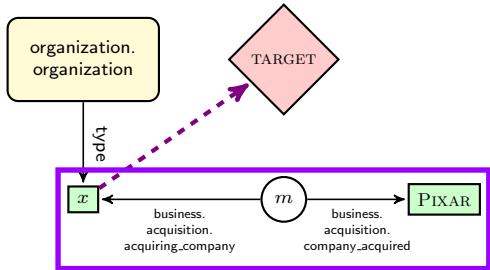 organization.
organization
TARGET
type
x
m
PIXAR
business.
acquisition.
acquiring_company
business.
acquisition.
company_acquired